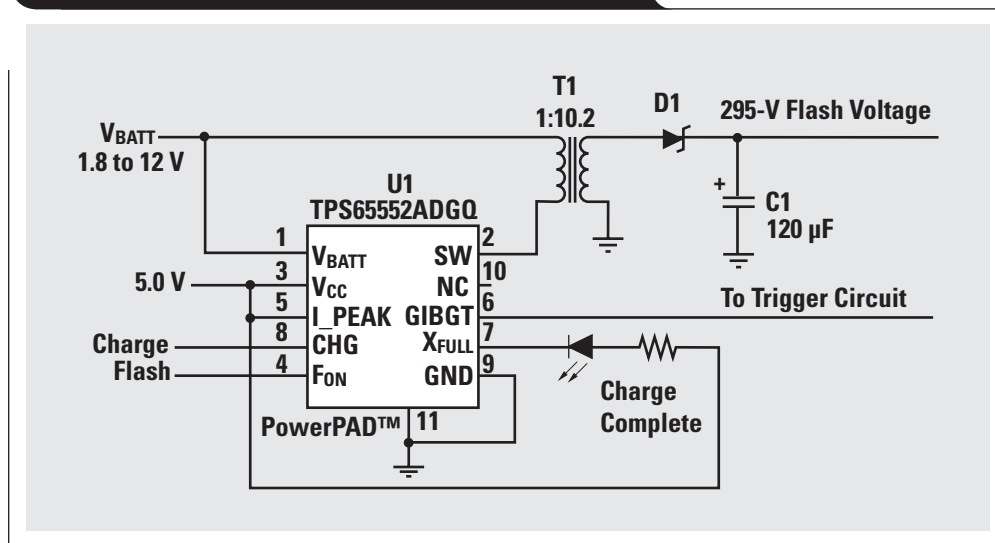 T1
1:10.2
D1
295-V Flash Voltage
VBATT
1.8 to 12 V
+
C1
120 µF
U1
TPS65552ADGQ
1
VBATT
SW
2
5.0 V
3
VCC
NC
10
5
I_PEAK
GIBGT
6
To Trigger Circuit
Charge
8
CHG
XFULL
7
Flash
4
FON
GND
9
Charge
Complete
PowerPAD™
11